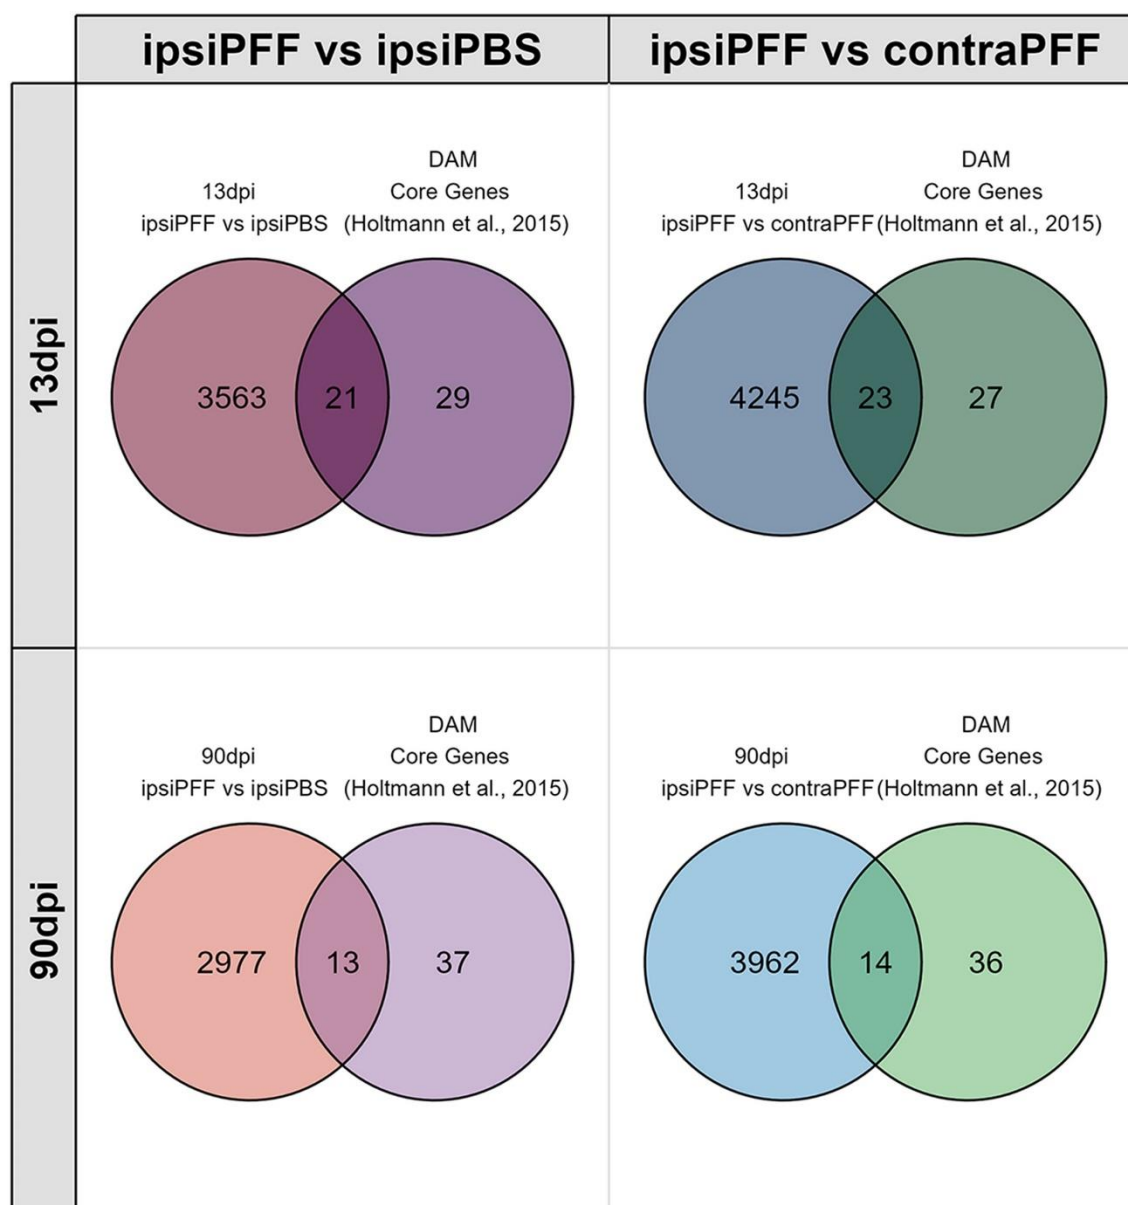 ipsiPFF vs ipsiPBS
ipsiPFF vs contraPFF
13dpi
13dpi
ipsiPFF vs ipsiPBS
DAM
Core Genes
(Holtmann et al., 2015)
3563
21
29
13dpi
ipsiPFF vs contraPFF
DAM
Core Genes
(Holtmann et al., 2015)
4245
23
27
90dpi
90dpi
ipsiPFF vs ipsiPBS
DAM
Core Genes
(Holtmann et al., 2015)
2977
13
37
90dpi
ipsiPFF vs contraPFF
DAM
Core Genes
(Holtmann et al., 2015)
3962
14
36